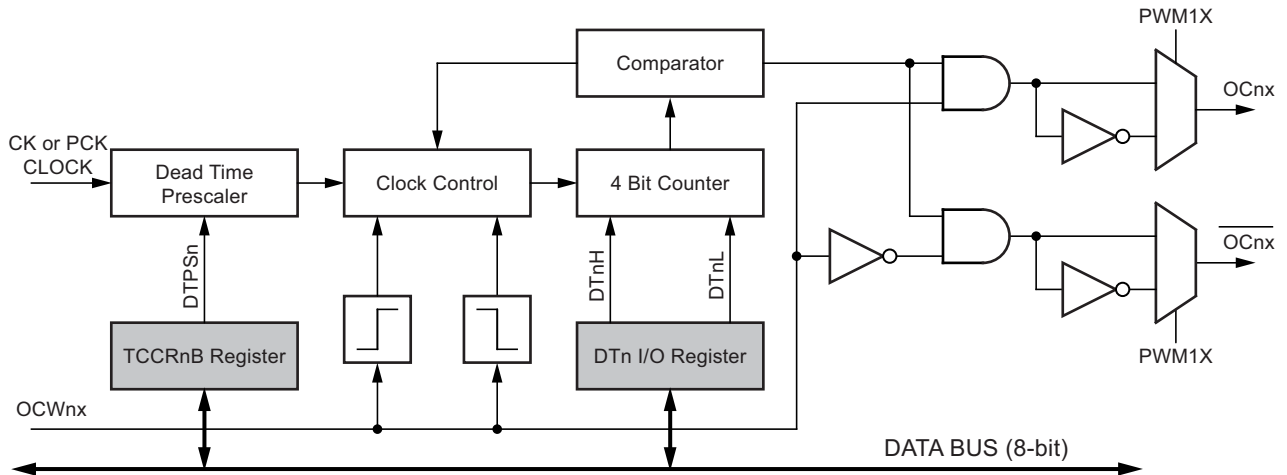 PWM1X
Comparator
OCnx
CK or PCK
CLOCK
Dead Time
Prescaler
Clock Control
4 Bit Counter
OCnx
DTPSn
DTnH
DTnL
TCCRnB Register
DTn I/O Register
PWM1X
OCWnx
DATA BUS (8-bit)